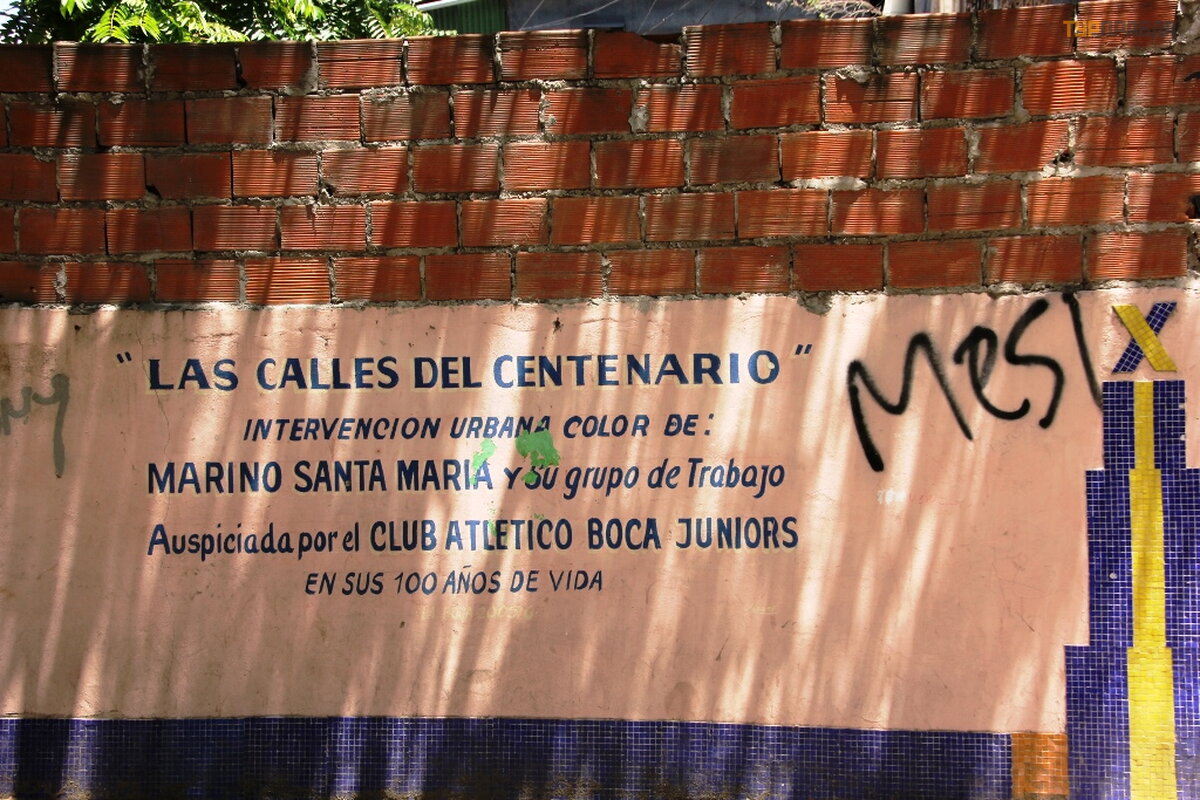 " LAS CALLES DEL CENTENARIO "
INTERVENCION URBANA COLOR DE:
MARINO SANTA MARIA Y Su grupo de Trabajo
Auspiciada por el CLUB ATLETICO BOCA JUNIORS
EN SUS 100 AÑOS DE VIDA
MesI
X